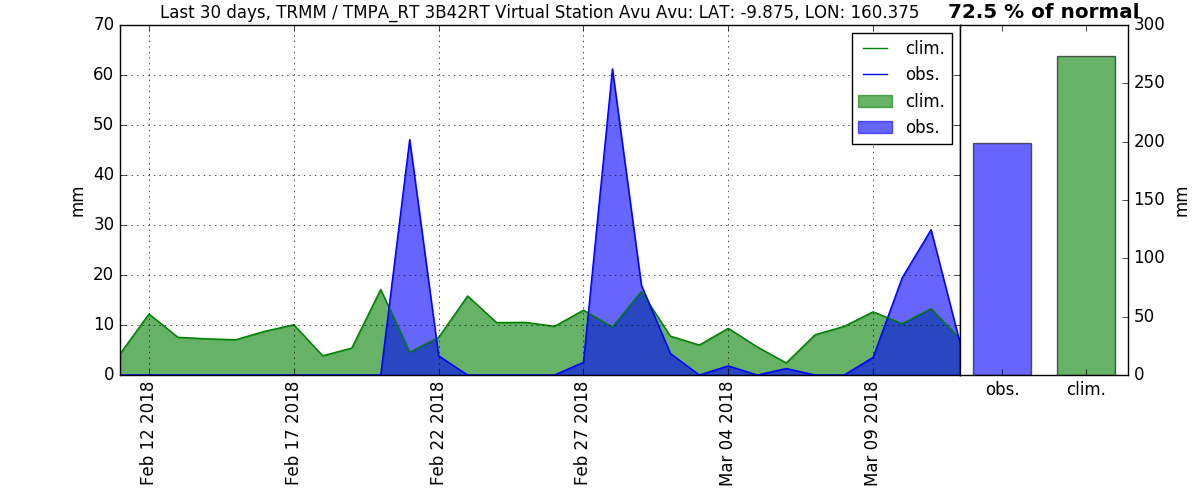 Last 30 days, TRMM / TMPA_RT 3B42RT Virtual Station Avu Avu: LAT: -9.875, LON: 160.375
72.5 % of normal
70
60
50
40
30
20
10
0
mm
clim.
obs.
clim.
obs.
300
250
200
150
100
50
0
mm
Feb 12 2018
Feb 17 2018
Feb 22 2018
Feb 27 2018
Mar 04 2018
Mar 09 2018
obs.
clim.